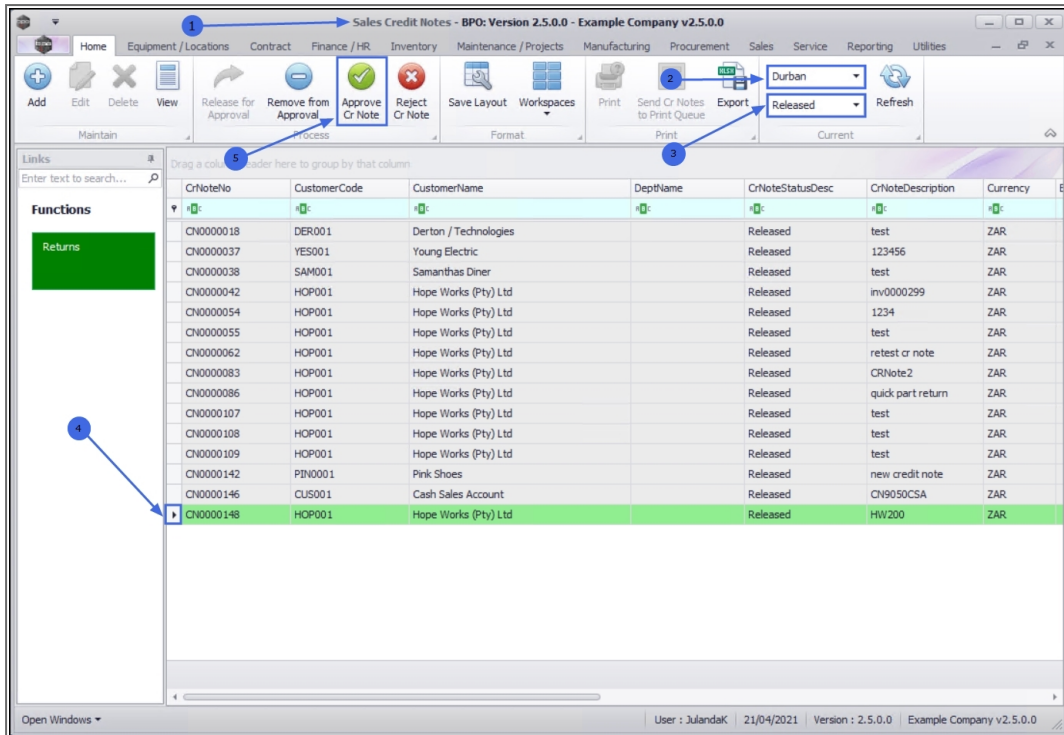 1
Sales Credit Notes - BPO: Version 2.5.0.0 - Example Company v2.5.0.0
Home Equipment / Locations Contract Finance / HR Inventory Maintenance / Projects Manufacturing Procurement Sales Service Reporting Utilities
Add Edit Delete View
Maintain
Release for Approval Remove from Approval Approve Cr Note Reject Cr Note
Process
5
Save Layout Workspaces
Format
Print Send Cr Notes to Print Queue Export
Print
XLSX
2
Durban
3
Released
Refresh
Current
Links
Enter text to search...
Functions
Returns
Drag a column header here to group by that column
CrNoteNo CustomerCode CustomerName DeptName CrNoteStatusDesc CrNoteDescription Currency
CN0000018 DER001 Derton / Technologies Released test ZAR
CN0000037 YES001 Young Electric Released 123456 ZAR
CN0000038 SAM001 Samanthas Diner Released test ZAR
CN0000042 HOP001 Hope Works (Pty) Ltd Released inv0000299 ZAR
CN0000054 HOP001 Hope Works (Pty) Ltd Released 1234 ZAR
CN0000055 HOP001 Hope Works (Pty) Ltd Released test ZAR
CN0000062 HOP001 Hope Works (Pty) Ltd Released retest cr note ZAR
CN0000083 HOP001 Hope Works (Pty) Ltd Released CRNote2 ZAR
CN0000086 HOP001 Hope Works (Pty) Ltd Released quick part return ZAR
CN0000107 HOP001 Hope Works (Pty) Ltd Released test ZAR
CN0000108 HOP001 Hope Works (Pty) Ltd Released test ZAR
CN0000109 HOP001 Hope Works (Pty) Ltd Released test ZAR
CN0000142 PIN0001 Pink Shoes Released new credit note ZAR
CN0000146 CUS001 Cash Sales Account Released CN9050CSA ZAR
4
CN0000148 HOP001 Hope Works (Pty) Ltd Released HW200 ZAR
Open Windows User : JulandaK 21/04/2021 Version : 2.5.0.0 Example Company v2.5.0.0